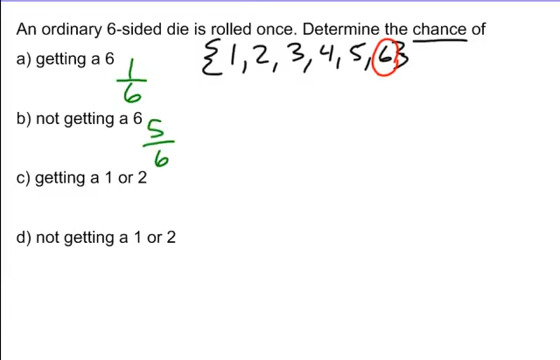 An ordinary 6-sided die is rolled once. Determine the chance of
a) getting a 6 1/6 {1, 2, 3, 4, 5, 6}
b) not getting a 6 5/6
c) getting a 1 or 2
d) not getting a 1 or 2